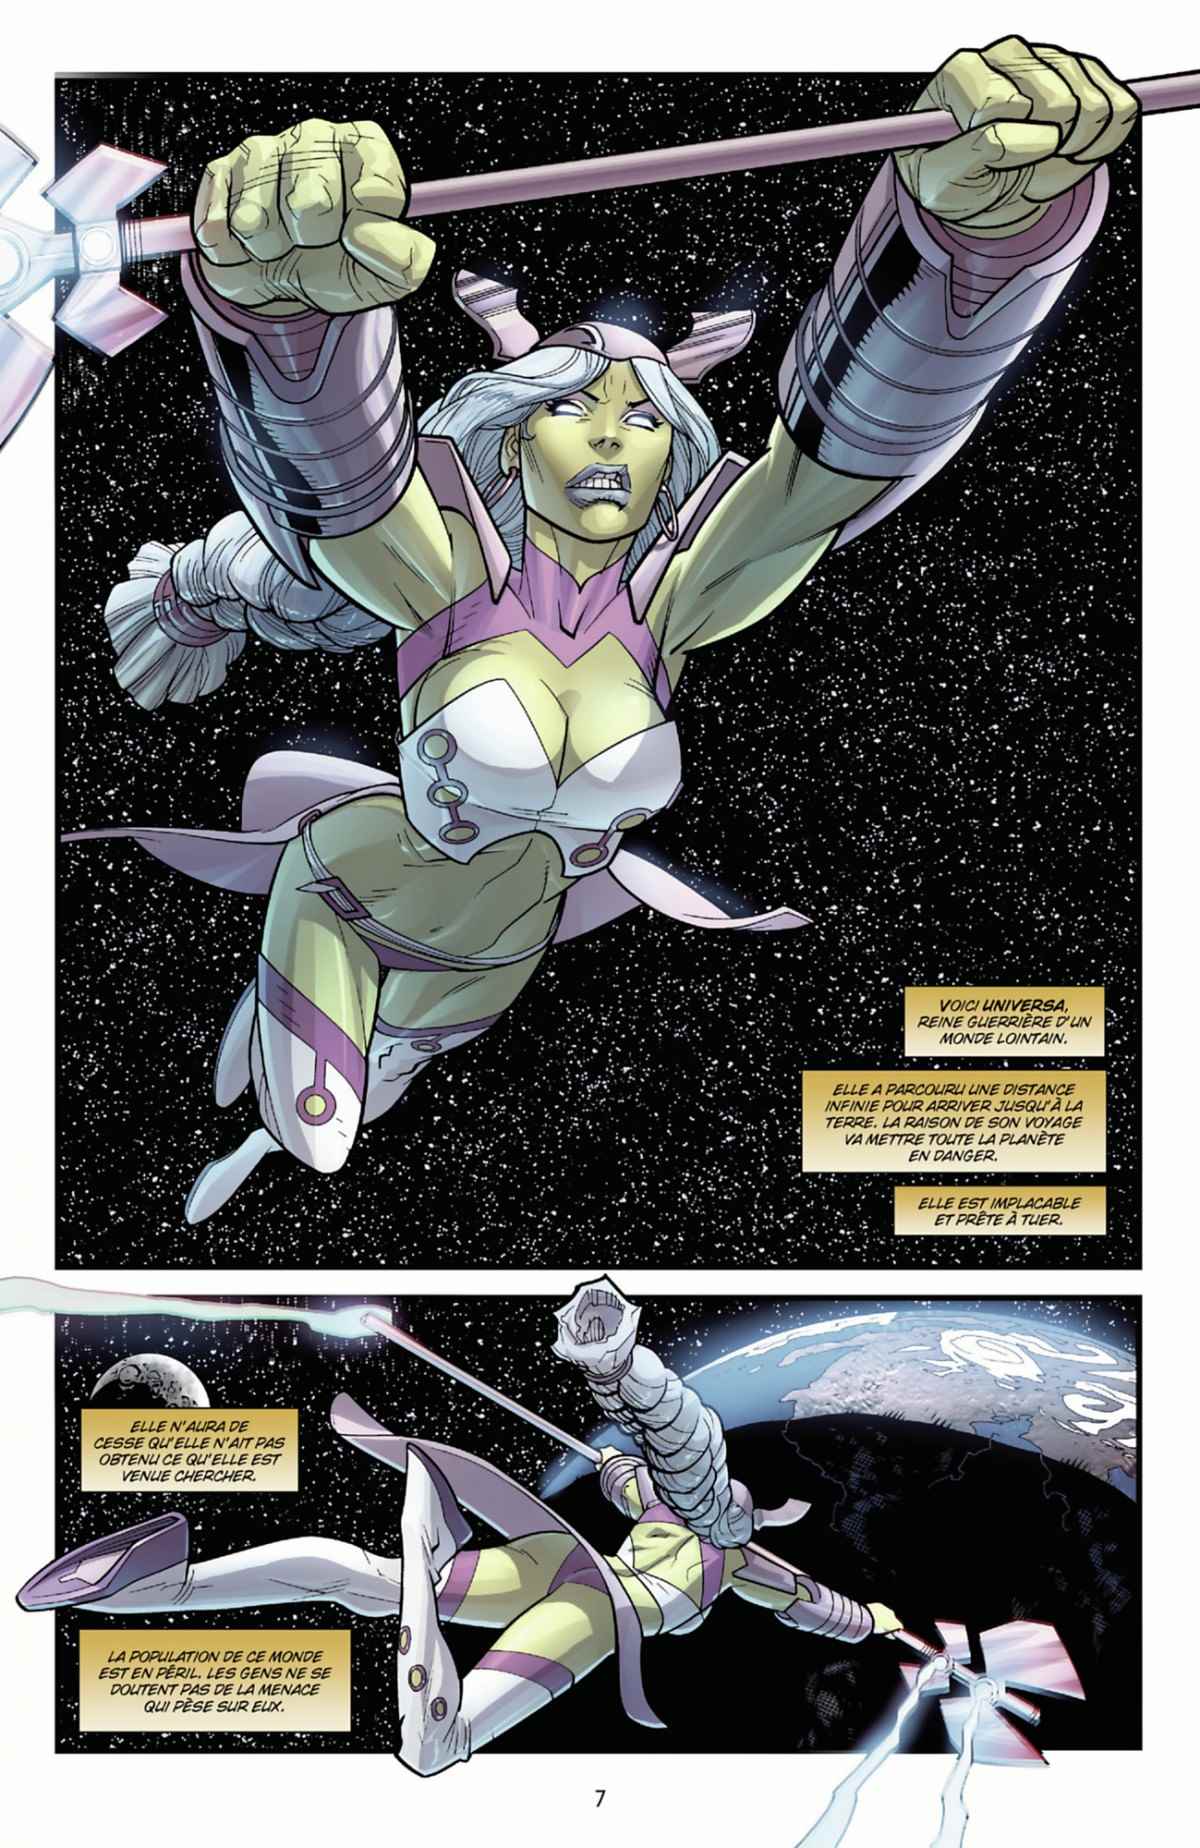 VOICI UNIVERSA,
REINE GUERRIÈRE D'UN
MONDE LOINTAIN.
ELLE A PARCOURU UNE DISTANCE
INFINIE POUR ARRIVER JUSQU'À LA
TERRE. LA RAISON DE SON VOYAGE
VA METTRE TOUTE LA PLANÈTE
EN DANGER.
ELLE EST IMPLACABLE
ET PRÊTE À TUER.
ELLE N'AURA DE
CESSE QU'ELLE N'AIT PAS
OBTENU CE QU'ELLE EST
VENUE CHERCHER.
LA POPULATION DE CE MONDE
EST EN PÉRIL. LES GENS NE SE
DOUTENT PAS DE LA MENACE
QUI PÈSE SUR EUX.
7